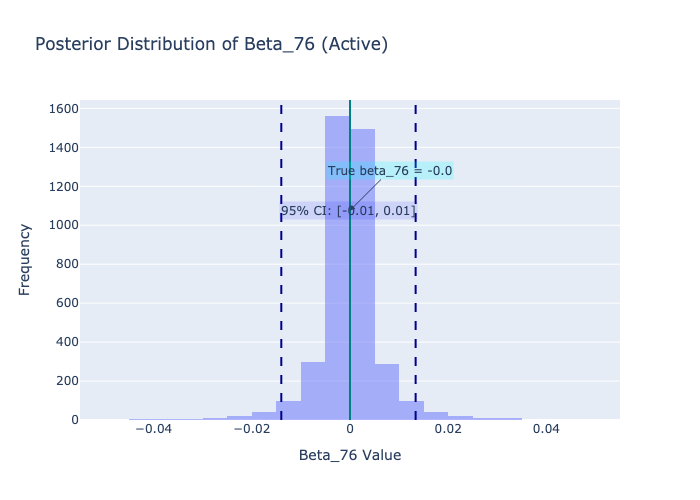 Posterior Distribution of Beta_76 (Active)
1600
1400
1200
1000
800
600
400
200
0
Frequency
True beta_76 = -0.0
95% CI: [-0.01, 0.01]
−0.04
−0.02
0
0.02
0.04
Beta_76 Value